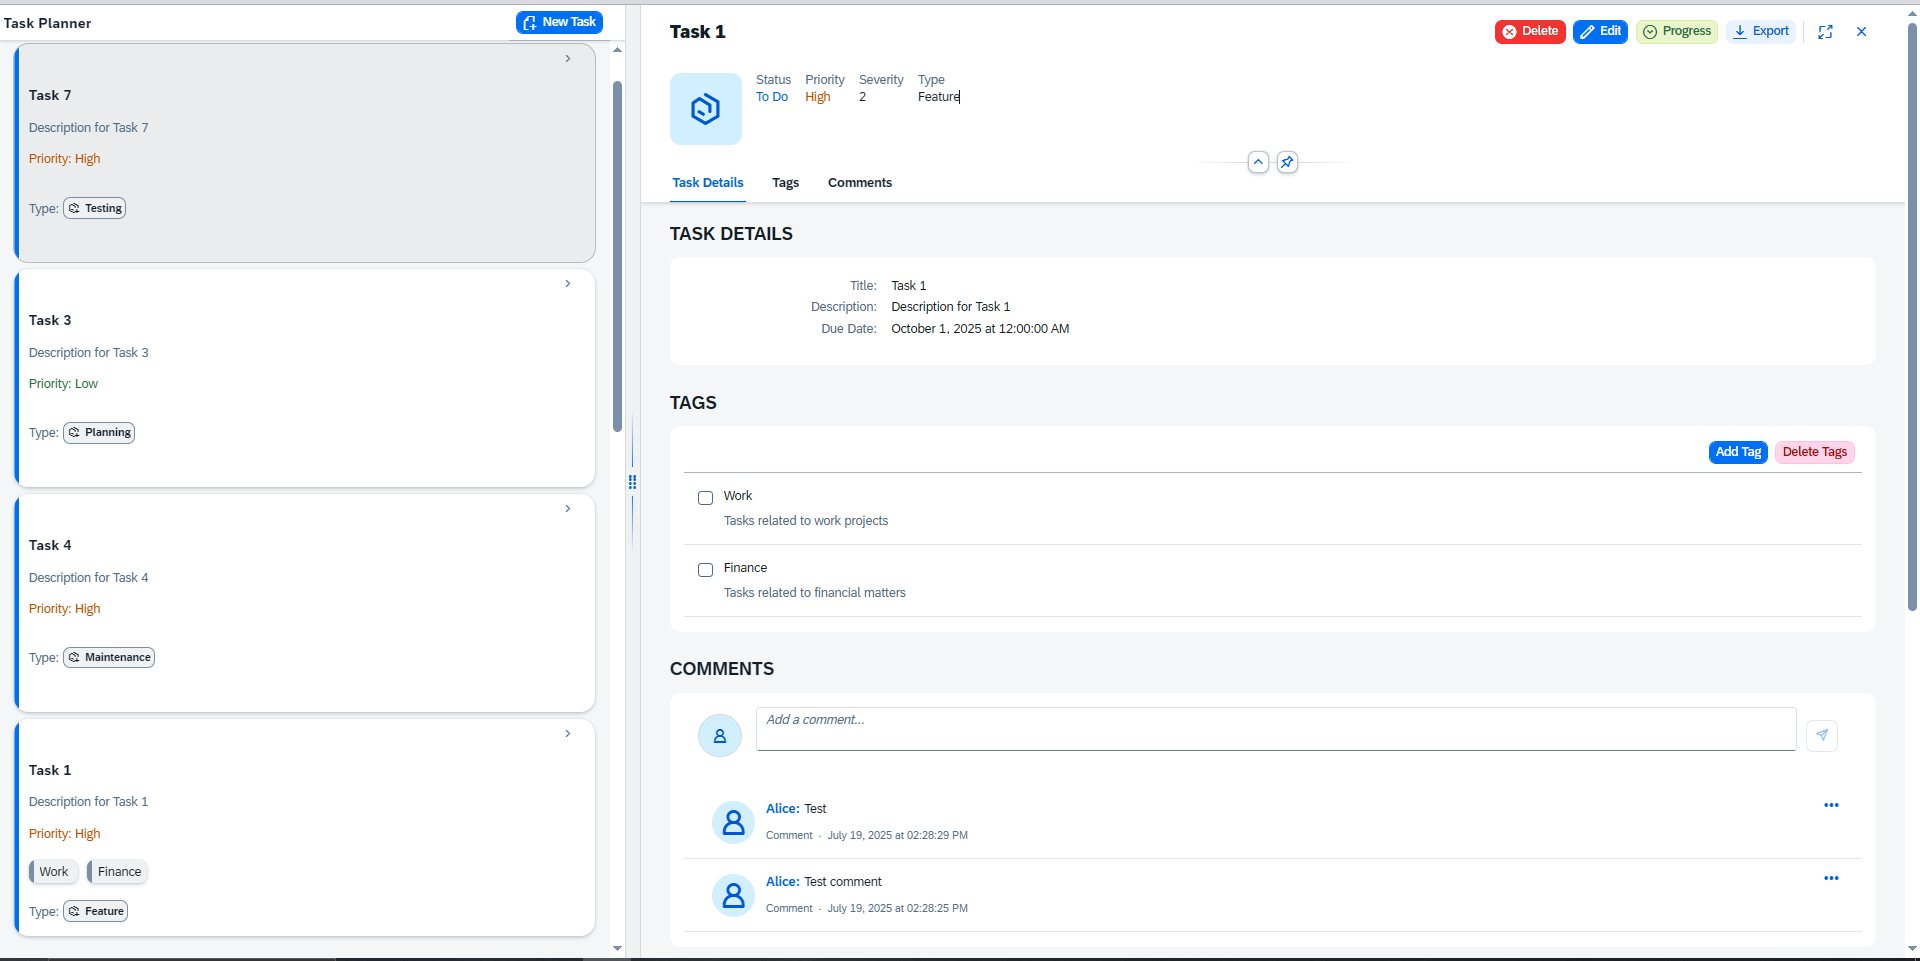 Task Planner
New Task
Task 7
Description for Task 7
Priority: High
Type: Testing
Task 3
Description for Task 3
Priority: Low
Type: Planning
Task 4
Description for Task 4
Priority: High
Type: Maintenance
Task 1
Description for Task 1
Priority: High
Work Finance
Type: Feature
Task 1
Delete Edit Progress Export
Status Priority Severity Type
To Do High 2 Feature
Task Details Tags Comments
TASK DETAILS
Title: Task 1
Description: Description for Task 1
Due Date: October 1, 2025 at 12:00:00 AM
TAGS
Add Tag Delete Tags
Work
Tasks related to work projects
Finance
Tasks related to financial matters
COMMENTS
Add a comment...
Alice: Test
Comment · July 19, 2025 at 02:28:29 PM
Alice: Test comment
Comment · July 19, 2025 at 02:28:25 PM